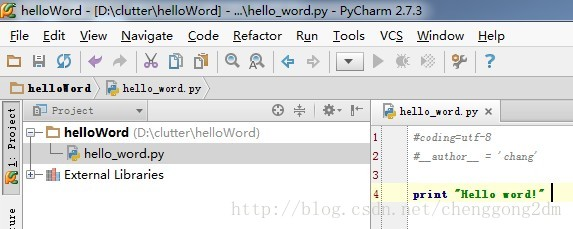 helloWord - [D:\clutter\helloWord] - ...\hello_word.py - PyCharm 2.7.3
File Edit View Navigate Code Refactor Run Tools VCS Window Help
helloWord hello_word.py
1: Project
Project
helloWord (D:\clutter\helloWord)
hello_word.py
External Libraries
hello_word.py ×
1 #coding=utf-8
2 #__author__ = 'chang'
3
4 print "Hello word!"
http://blog.csdn.net/chenggong2dm